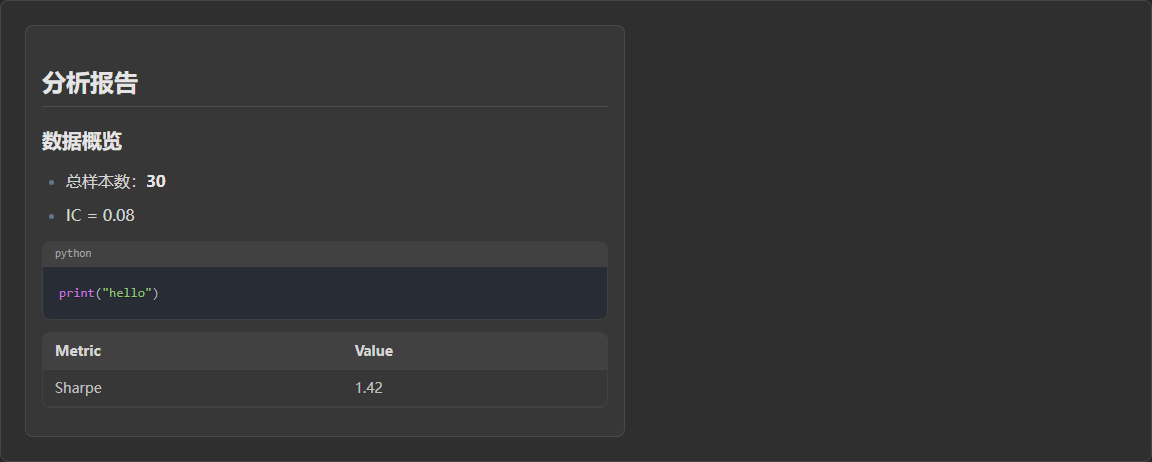 分析报告
数据概览
总样本数：30
IC = 0.08
python
print("hello")
Metric Value
Sharpe 1.42